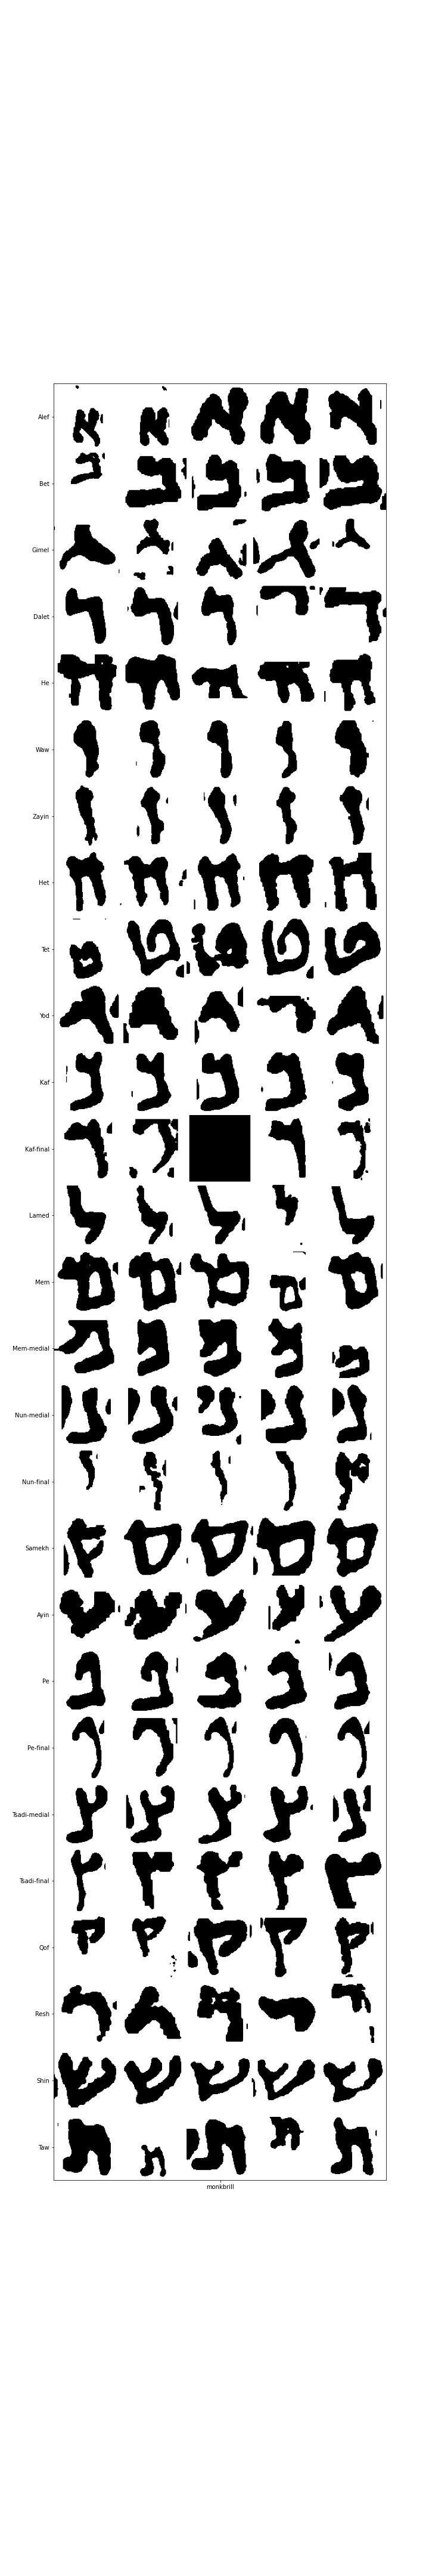 Alef א א א א א
Bet ב ב ב ב ב
Gimel ג ג ג ג ג
Dalet ד ד ד ד ד
He ה ה ה ה ה
Waw ו ו ו ו ו
Zayin ז ז ז ז ז
Het ח ח ח ח ח
Tet ט ט ט ט
Yod י י י י י
Kaf כ כ כ כ כ
Kaf-final ך ך ך
Lamed ל ל ל ל ל
Mem ם ם ם ם ם
Mem-medial מ מ מ מ מ
Nun-medial נ נ נ נ נ
Nun-final ן ן ן
Samekh ס ס ס ס
Ayin ע ע ע ע ע
Pe פ פ פ פ פ
Pe-final ף ף ף ף ף
Tsadi-medial צ צ צ צ צ
Tsadi-final ץ ץ ץ ץ ץ
Qof ק ק ק ק ק
Resh ר ר ר
Shin ש ש ש ש ש
Taw ת ת ת ת ת
monkbrill